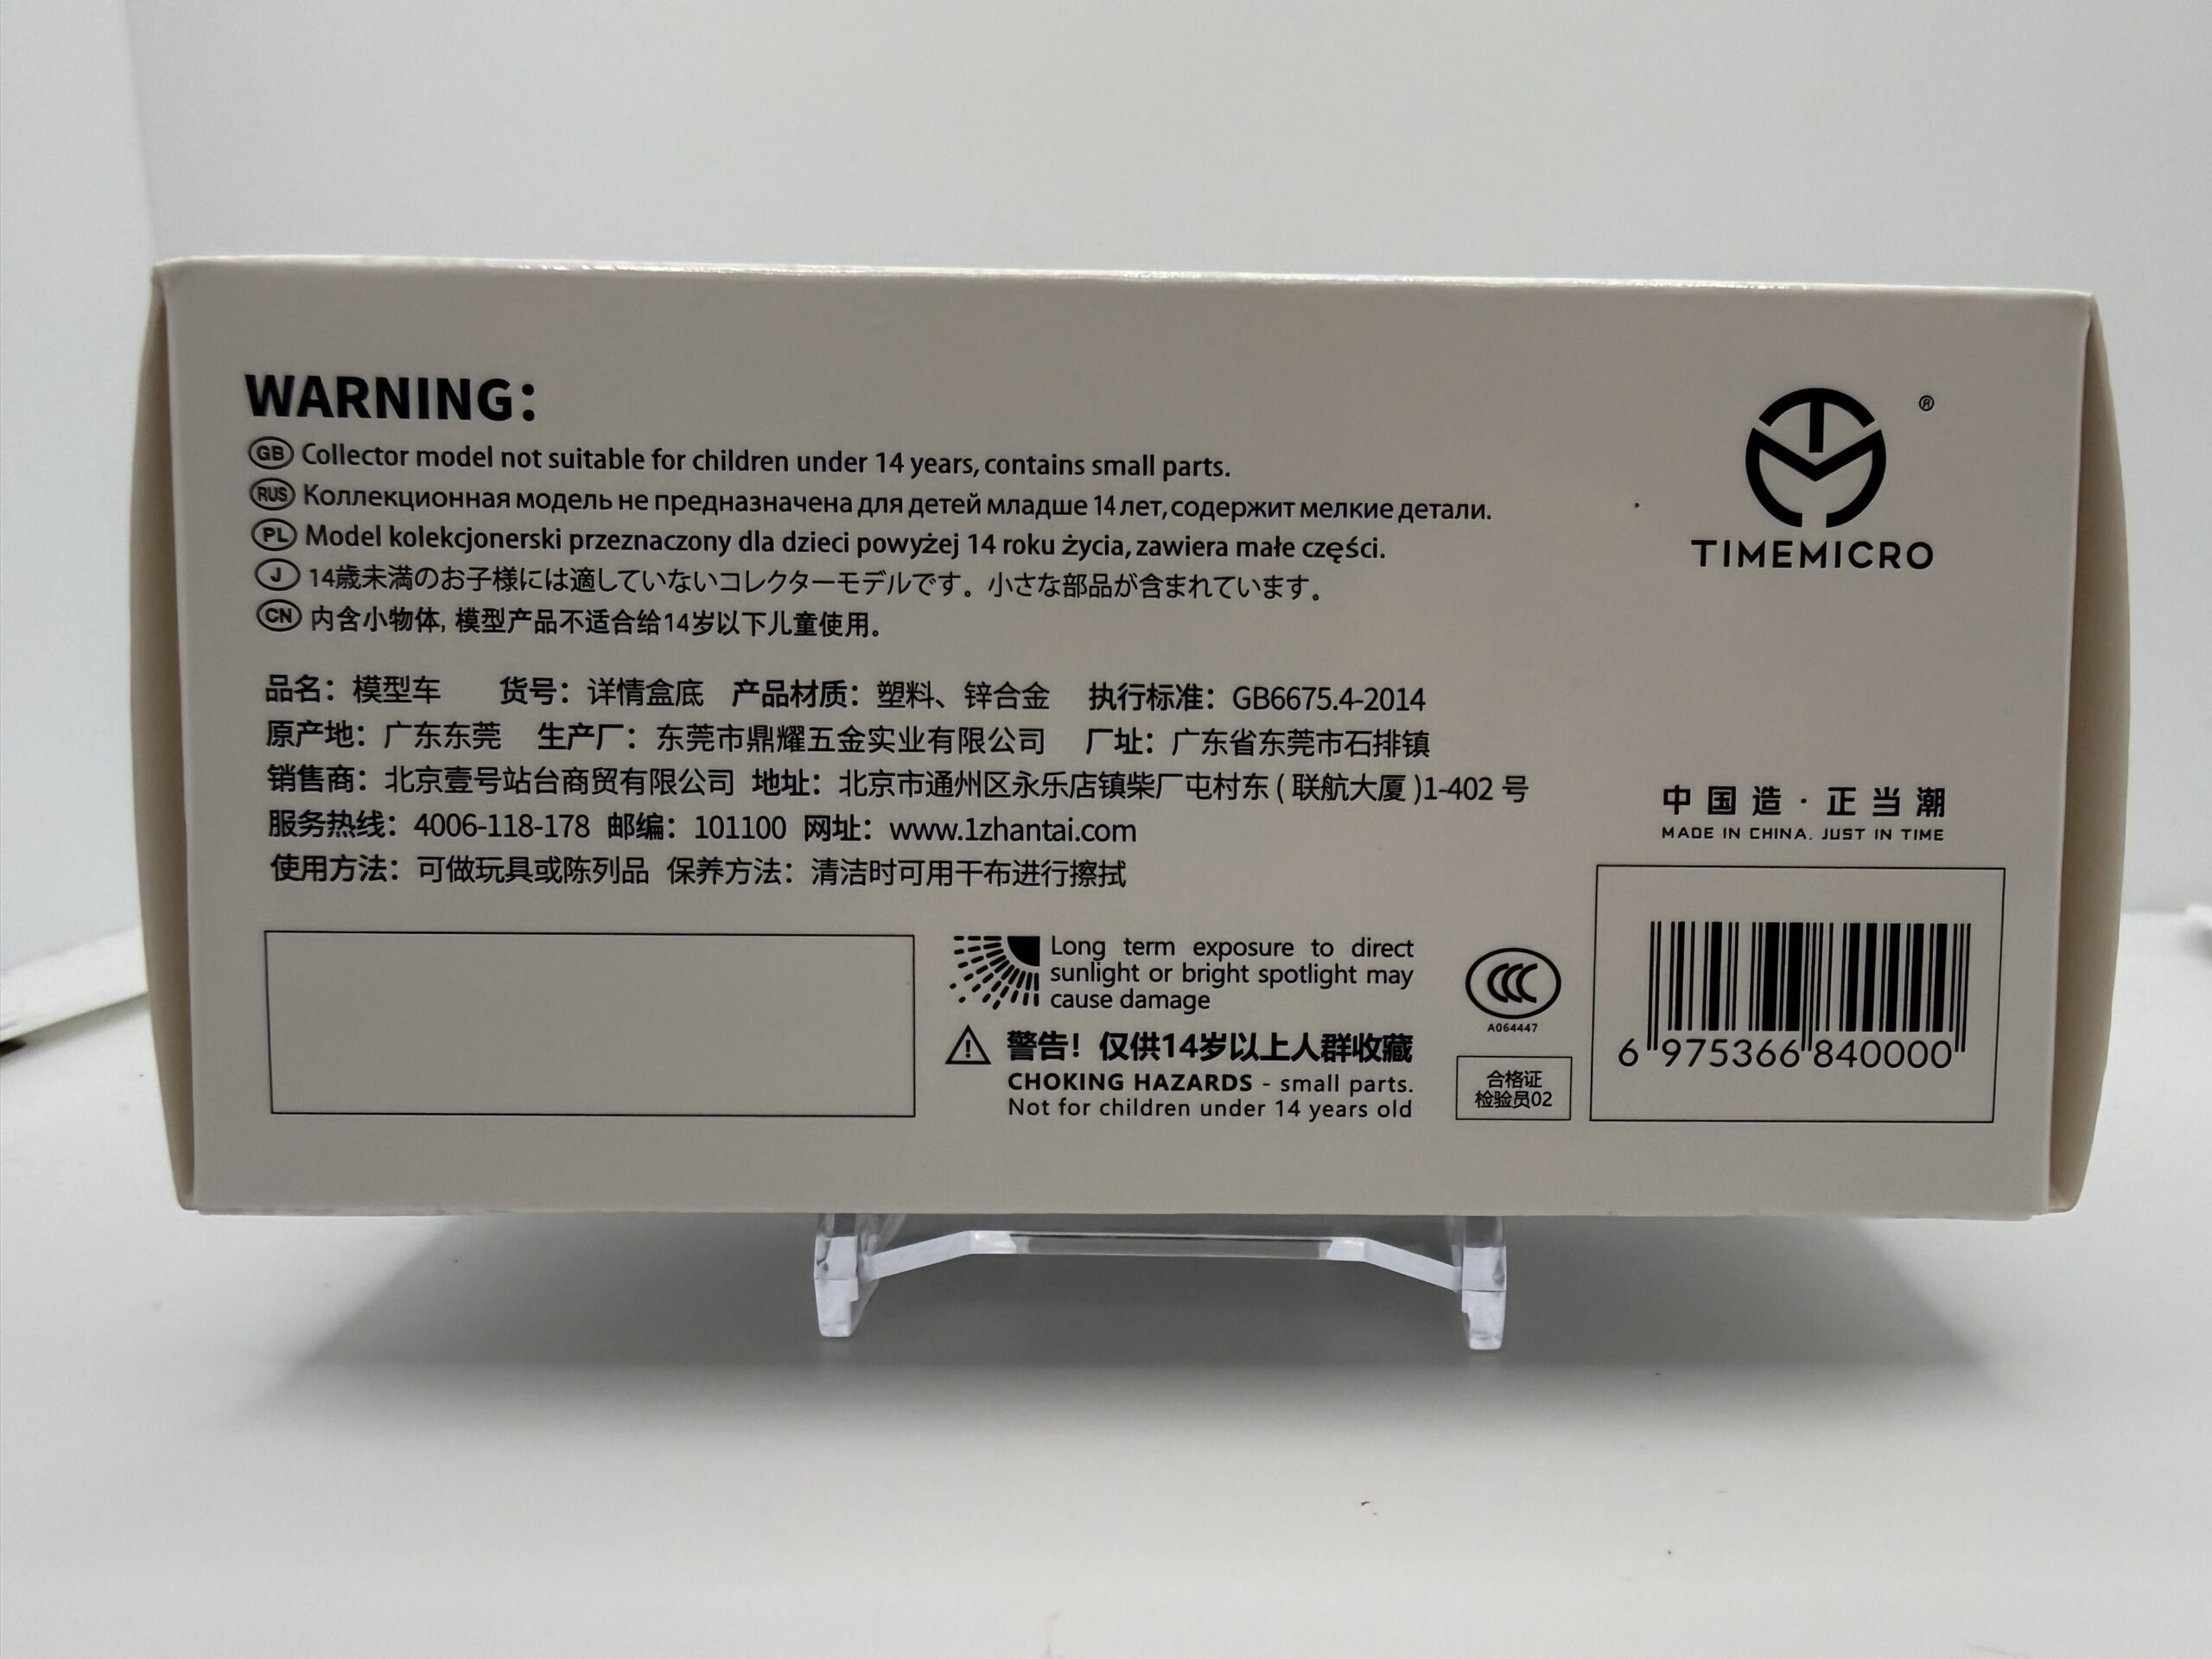 WARNING:
GB Collector model not suitable for children under 14 years, contains small parts.
RUS Коллекционная модель не предназначена для детей младше 14 лет, содержит мелкие детали.
PL Model kolekcjonerski przeznaczony dla dzieci powyżej 14 roku życia, zawiera małe części.
J 14歳未満のお子様には適していないコレクターモデルです。小さな部品が含まれています。
CN 内含小物体, 模型产品不适合给14岁以下儿童使用。
®
TIMEMICRO
品名：模型车 货号：详情盒底 产品材质：塑料、锌合金 执行标准：GB6675.4-2014
原产地：广东东莞 生产厂：东莞市鼎耀五金实业有限公司 厂址：广东省东莞市石排镇
销售商：北京壹号站台商贸有限公司 地址：北京市通州区永乐店镇柴厂屯村东 ( 联航大厦 )1-402 号
服务热线：4006-118-178 邮编：101100 网址：www.1zhantai.com
使用方法：可做玩具或陈列品 保养方法：清洁时可用干布进行擦拭
中国造·正当潮
MADE IN CHINA. JUST IN TIME
Long term exposure to direct
sunlight or bright spotlight may
cause damage
警告！仅供14岁以上人群收藏
CHOKING HAZARDS - small parts.
Not for children under 14 years old
CCC
A064447
合格证
检验员02
6 975366 840000